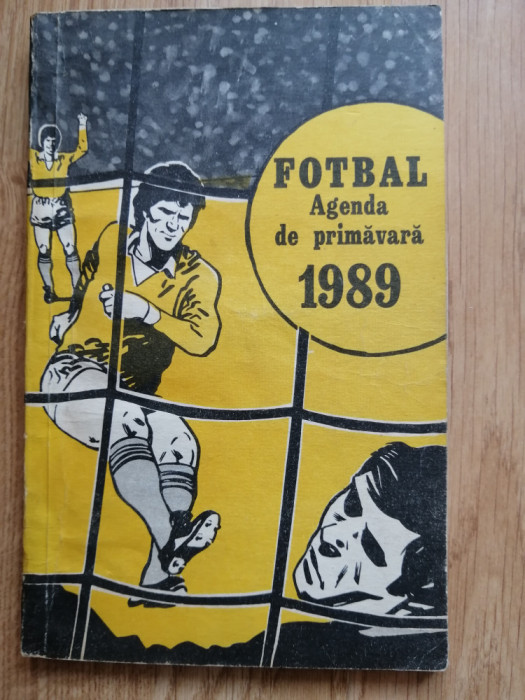 FOTBAL
Agenda
de primăvară
1989